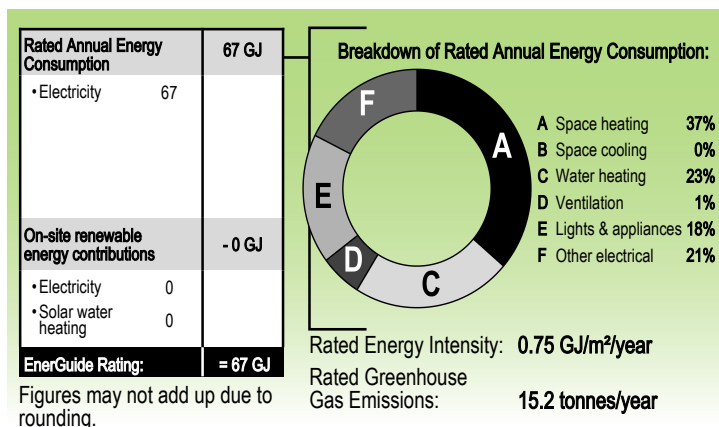 Rated Annual Energy Consumption 67 GJ
• Electricity 67
On-site renewable energy contributions - 0 GJ
• Electricity 0
• Solar water heating 0
EnerGuide Rating: = 67 GJ
Figures may not add up due to
rounding.
Breakdown of Rated Annual Energy Consumption:
A
C
D
E
F
A Space heating 37%
B Space cooling 0%
C Water heating 23%
D Ventilation 1%
E Lights & appliances 18%
F Other electrical 21%
Rated Energy Intensity: 0.75 GJ/m²/year
Rated Greenhouse
Gas Emissions: 15.2 tonnes/year